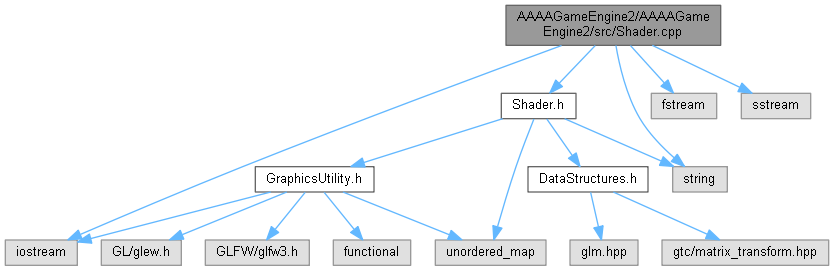 AAAAGameEngine2/AAAAGame
Engine2/src/Shader.cpp
Shader.h
fstream
sstream
GraphicsUtility.h
DataStructures.h
string
iostream
GL/glew.h
GLFW/glfw3.h
functional
unordered_map
glm.hpp
gtc/matrix_transform.hpp